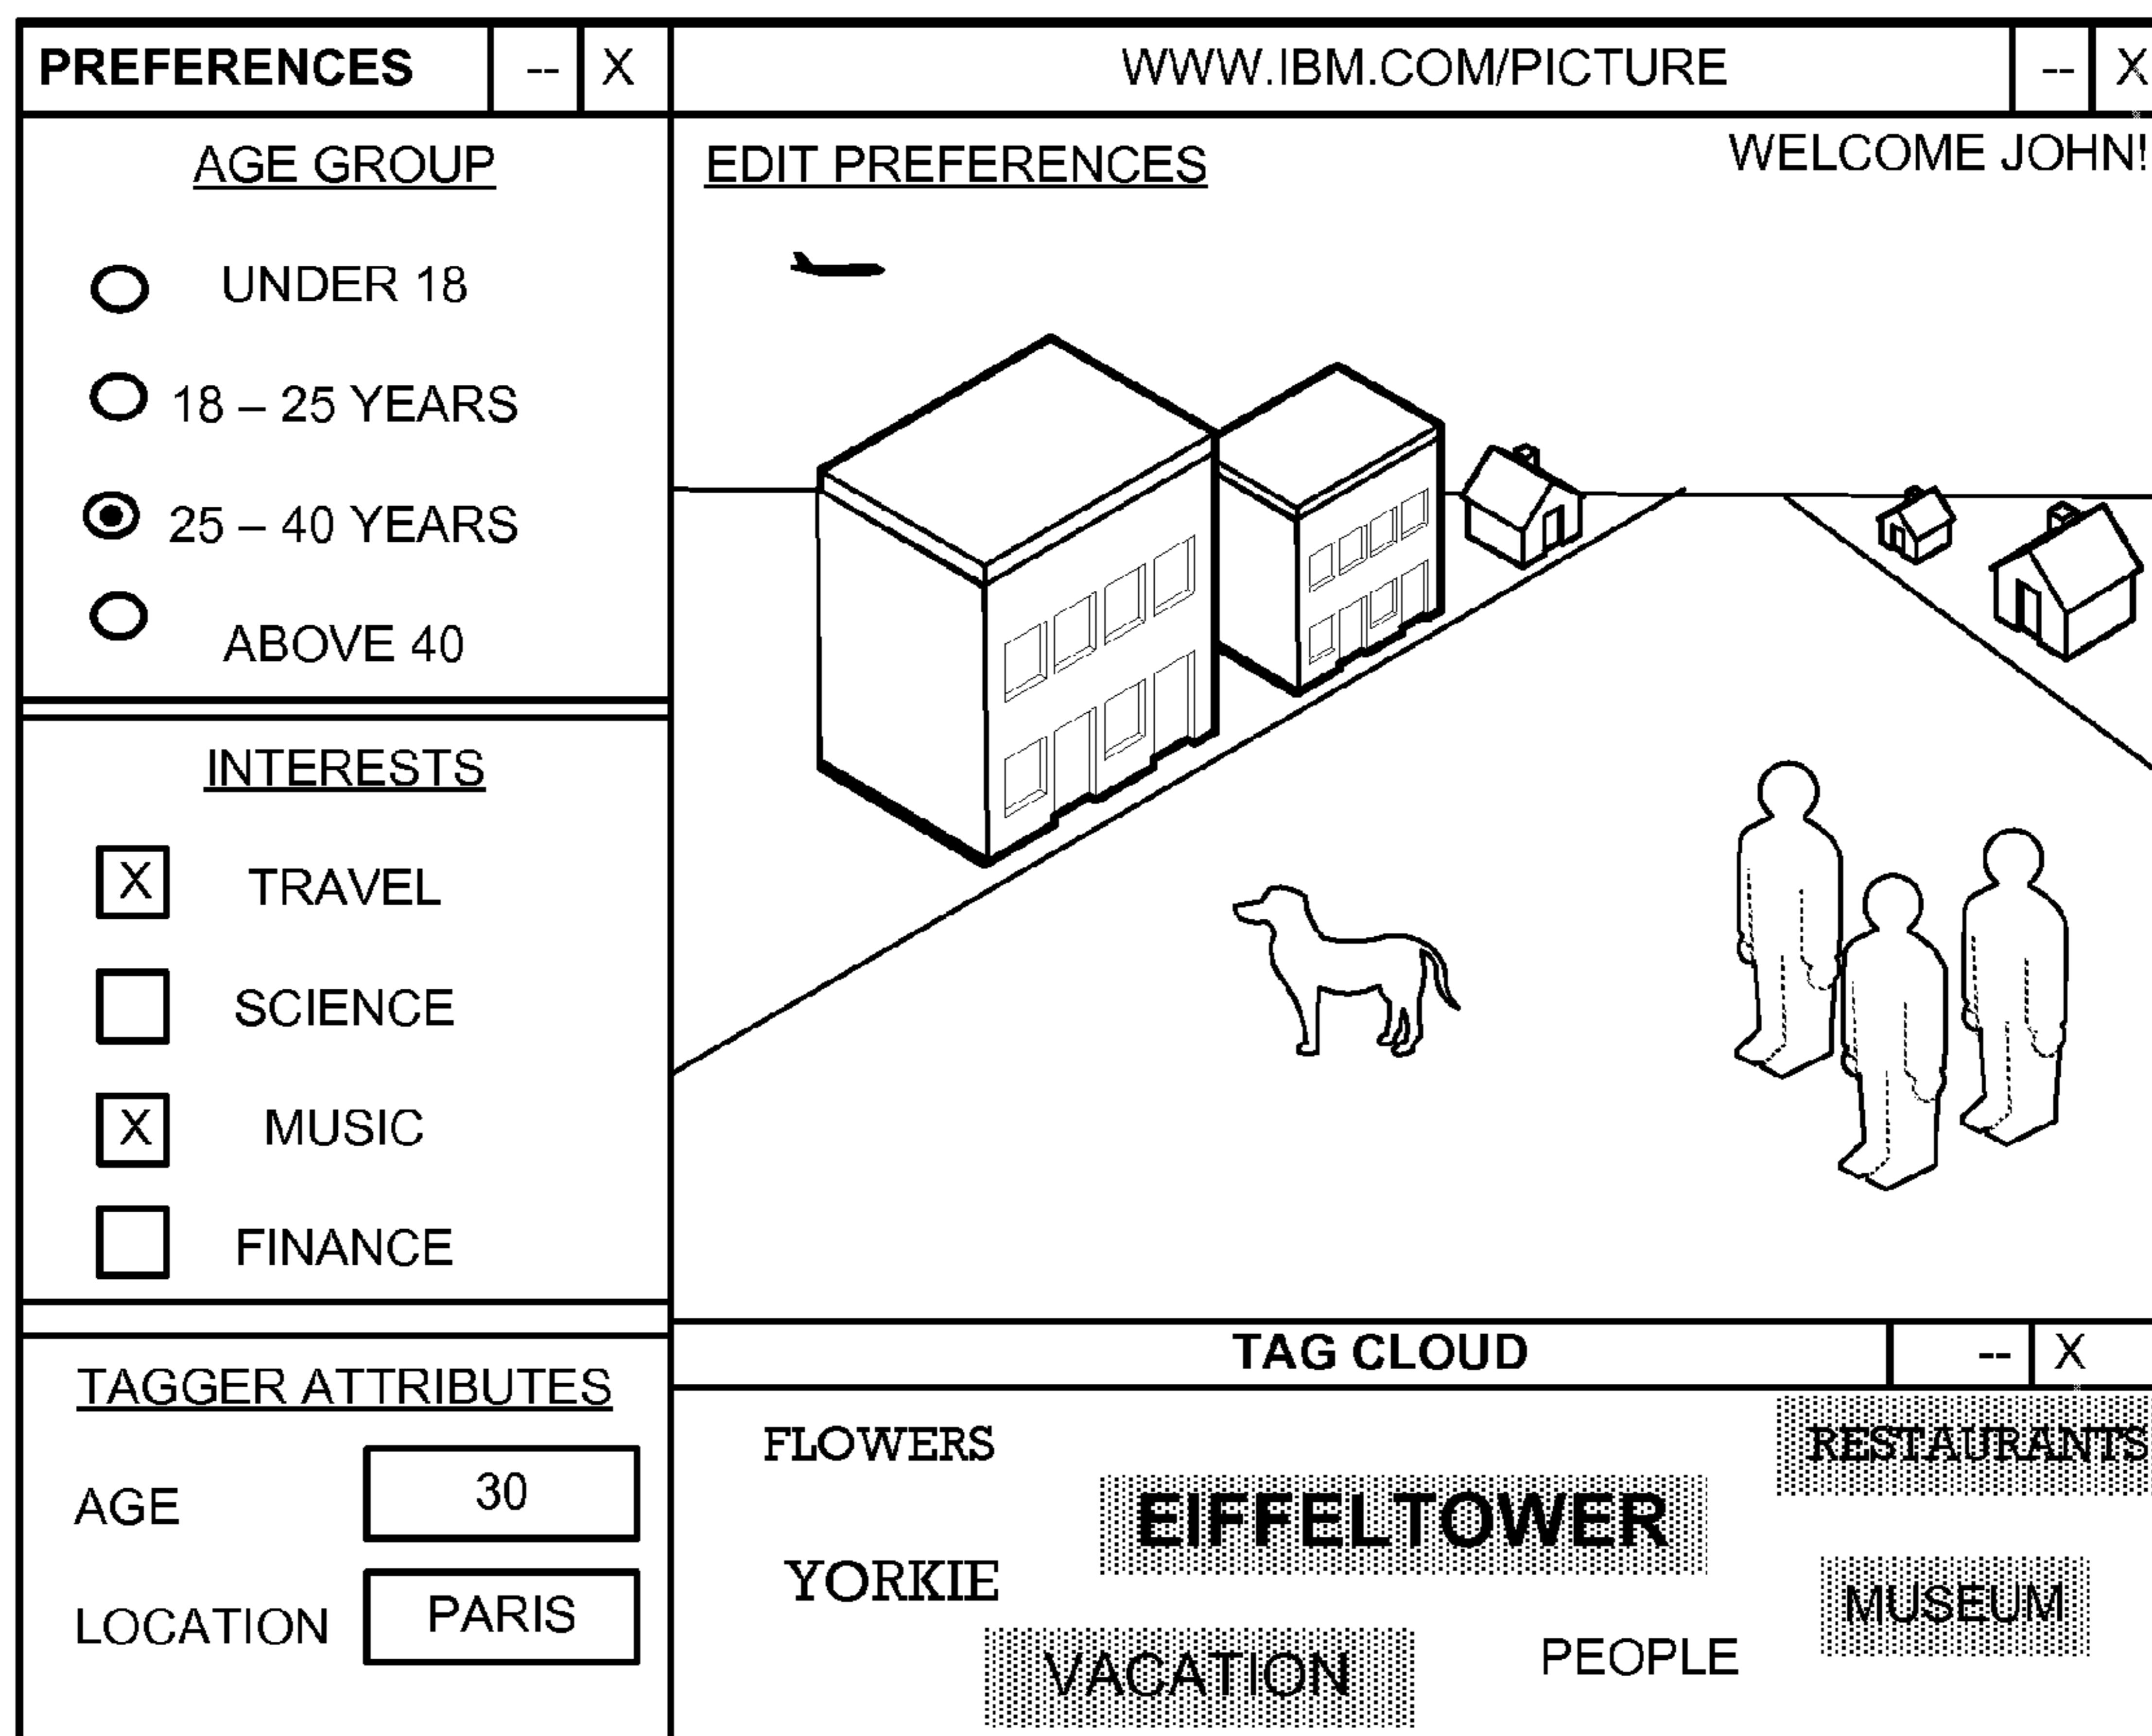 PREFERENCES -- X
AGE GROUP
UNDER 18
18 – 25 YEARS
25 – 40 YEARS
ABOVE 40
INTERESTS
X TRAVEL
SCIENCE
X MUSIC
FINANCE
TAGGER ATTRIBUTES
AGE 30
LOCATION PARIS
WWW.IBM.COM/PICTURE -- X
EDIT PREFERENCES
WELCOME JOHN!
TAG CLOUD -- X
FLOWERS
RESTAURANTS
EIFFELTOWER
YORKIE
MUSEUM
PEOPLE
VACATION